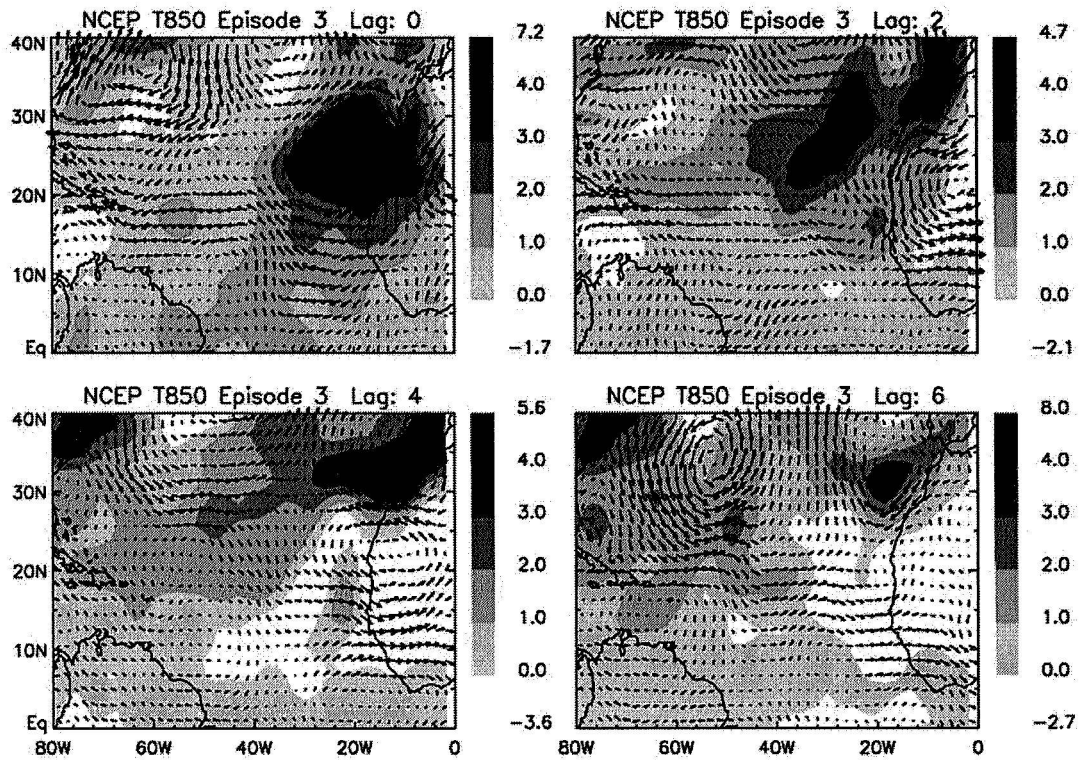 NCEP T850 Episode 3 Lag: 0
40N
30N
20N
10N
Eq
7.2
4.0
3.0
2.0
1.0
0.0
−1.7
NCEP T850 Episode 3 Lag: 2
4.7
4.0
3.0
2.0
1.0
0.0
−2.1
NCEP T850 Episode 3 Lag: 4
40N
30N
20N
10N
Eq
80W 60W 40W 20W 0
5.6
4.0
3.0
2.0
1.0
0.0
−3.6
NCEP T850 Episode 3 Lag: 6
80W 60W 40W 20W 0
8.0
4.0
3.0
2.0
1.0
0.0
−2.7